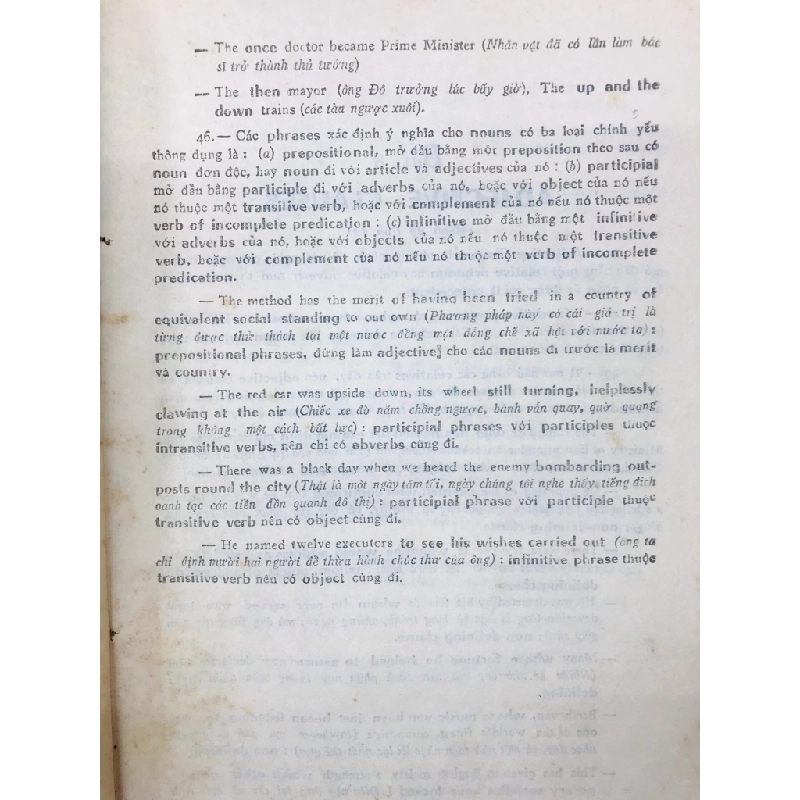 — The once doctor became Prime Minister (Nhân vật đã có lần làm bác
sĩ trở thành thủ tướng)
— The then mayor (ông Đô trưởng lúc bấy giờ), The up and the
down trains (các tàu ngược xuôi).
46.— Các phrases xác định ý nghĩa cho nouns có ba loại chính yếu
thông dụng là : (a) prepositional, mở đầu bằng một preposition theo sau có
noun đơn độc, hay noun đi với article và adjectives của nó : (b) participial
mở đầu bằng participle đi với adverbs của nó, hoặc với object của nó nếu
nó thuộc một transitive verb, hoặc với complement của nó nếu nó thuộc một
verb of incomplete predication : (c) infinitive mở đầu bằng một infinitive
với adverbs của nó, hoặc với objects của nó nếu nó thuộc một transitive
verb, hoặc với complement của nó nếu nó thuộc một verb of incomplete
predication.
— The method has the merit of having been tried in a country of
equivalent social standing to out own (Phương pháp này có cái giá trị là
từng được thử thách tại một nước đồng một đồng chế xã hội với nước ta) :
prepositional phrases, đứng làm adjective, cho các nouns đi trước là merit
và country.
— The red car was upside down, its wheel still turning, helplessly
clawing at the air (Chiếc xe đỏ nằm chổng ngược, bánh vẫn quay, quờ quạng
trong không một cách bất lực) : participial phrases với participles thuộc
intransitive verbs, nên chỉ có abverbs cùng đi.
— There was a black day when we heard the enemy bombarding out-
posts round the city (Thật là một ngày tăm tối, ngày chúng tôi nghe thấy tiếng địch
oanh tạc các tiền đồn quanh đô thị) : participial phrase với participle thuộc
transitive verb nên có object cùng đi.
— He named twelve executors to see his wishes carried out (ông ta
chỉ định mười hai người để thừa hành chúc thư của ông) : infinitive phrase thuộc
transitive verb nên có object cùng đi.